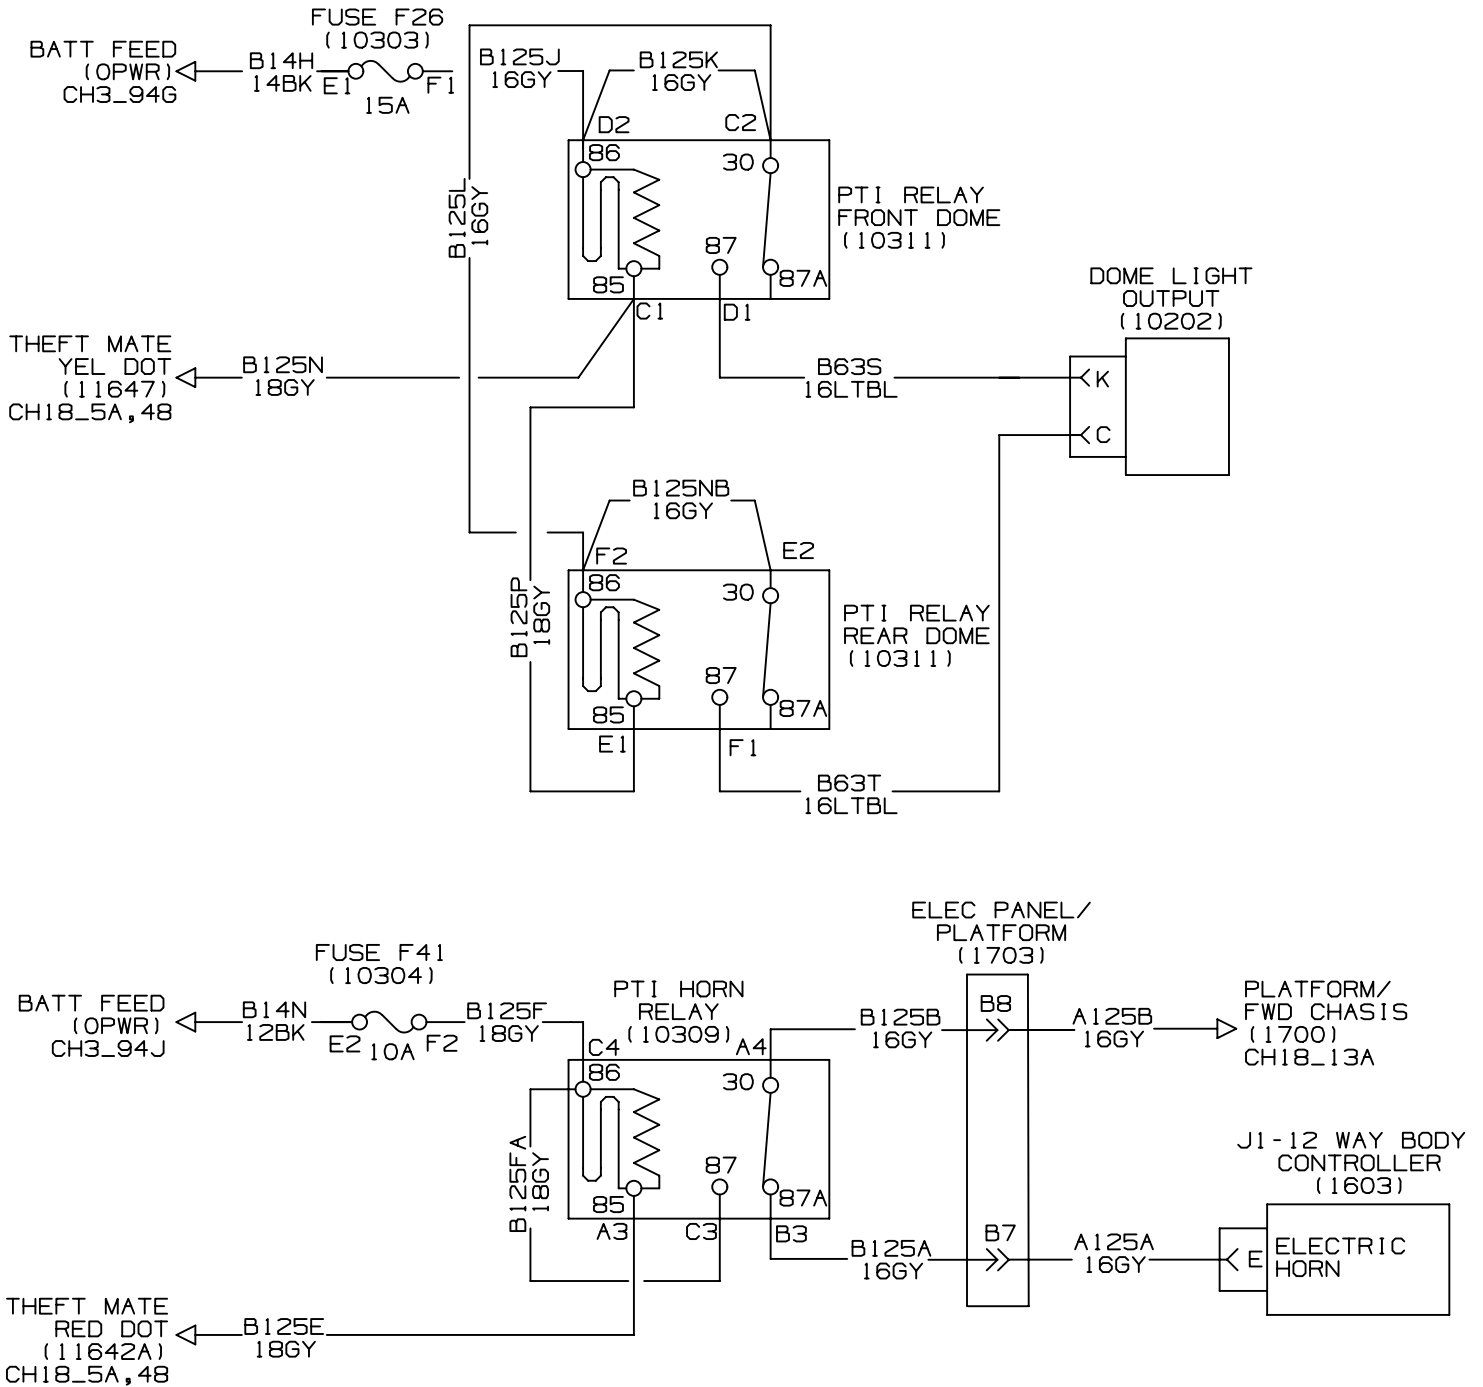 FUSE F26
(10303)
BATT FEED
(0PWR)
CH3_94G
B14H
14BK
E1
F1
15A
B125J
16GY
B125K
16GY
D2
C2
86
30
87
85
87A
C1
D1
PTI RELAY
FRONT DOME
(10311)
B125L
16GY
THEFT MATE
YEL DOT
(11647)
CH18_5A,48
B125N
18GY
B63S
16LTBL
DOME LIGHT
OUTPUT
(10202)
K
C
B125NB
16GY
B125P
18GY
F2
E2
86
30
87
85
87A
E1
F1
PTI RELAY
REAR DOME
(10311)
B63T
16LTBL
FUSE F41
(10304)
BATT FEED
(0PWR)
CH3_94J
B14N
12BK
E2
10A
F2
B125F
18GY
PTI HORN
RELAY
(10309)
C4
A4
86
30
87
85
87A
A3
C3
B3
B125FA
18GY
B125B
16GY
ELEC PANEL/
PLATFORM
(1703)
B8
A125B
16GY
PLATFORM/
FWD CHASIS
(1700)
CH18_13A
B125A
16GY
B7
A125A
16GY
J1-12 WAY BODY
CONTROLLER
(1603)
E
ELECTRIC
HORN
THEFT MATE
RED DOT
(11642A)
CH18_5A,48
B125E
18GY